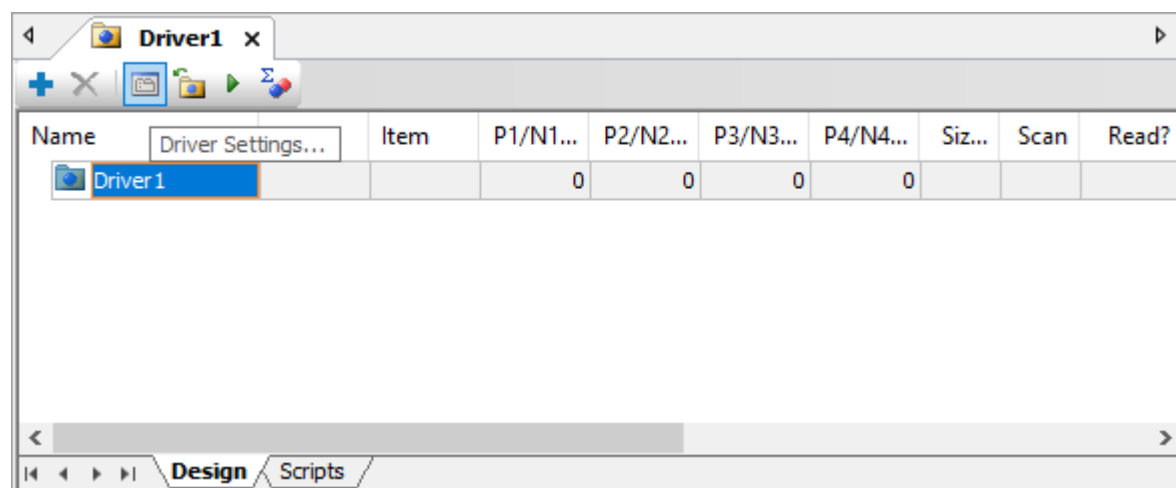 Driver1
Name Item P1/N1... P2/N2... P3/N3... P4/N4... Siz... Scan Read?
Driver Settings...
Driver1 0 0 0 0
Design Scripts